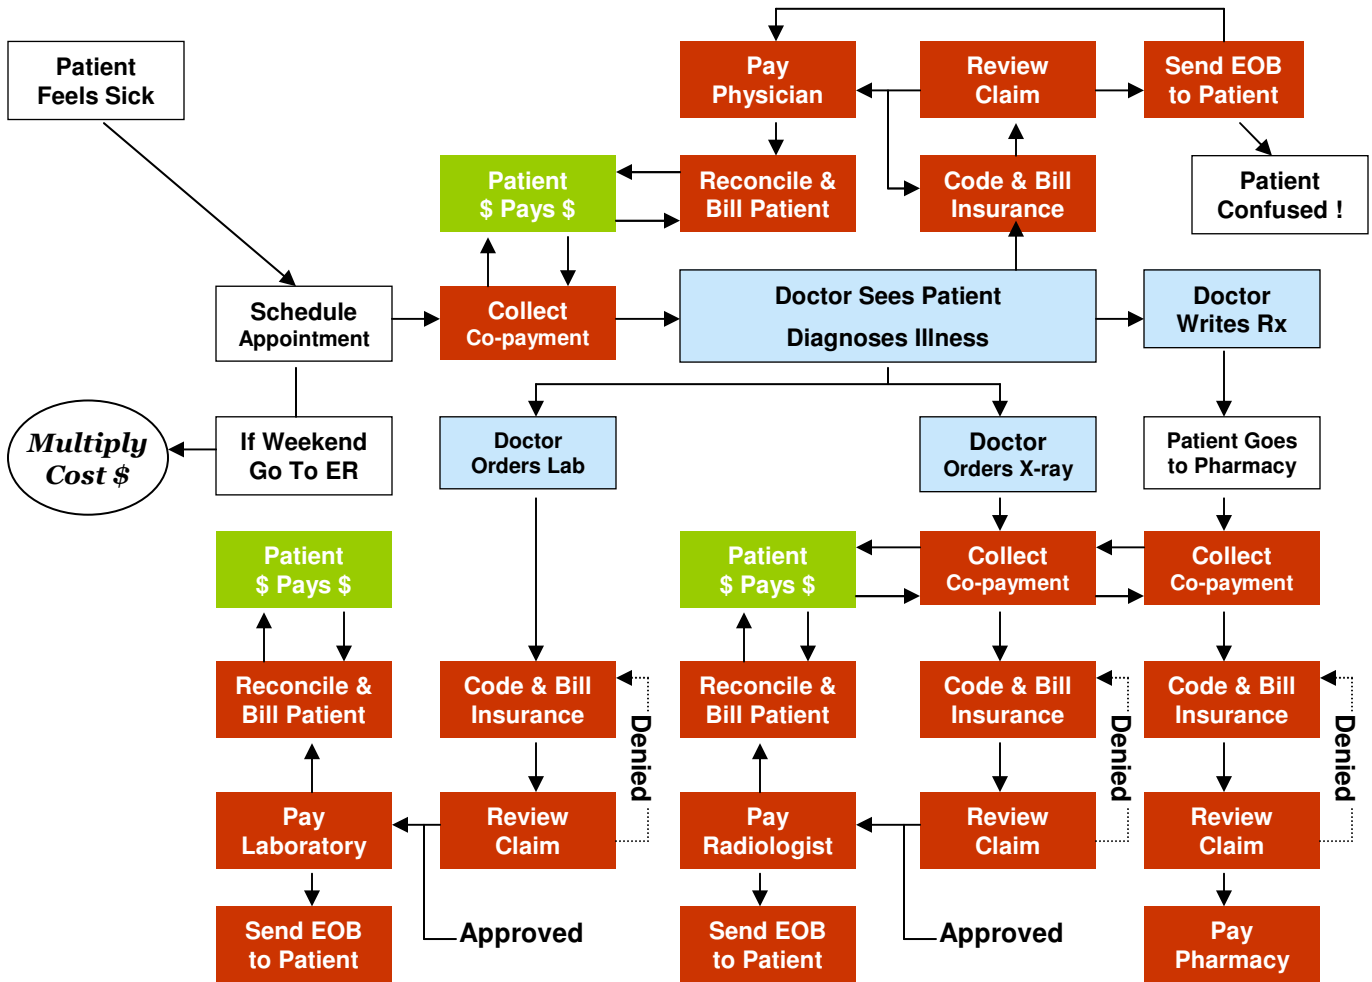 Patient
Feels Sick
Pay
Physician
Review
Claim
Send EOB
to Patient
Patient
$ Pays $
Reconcile &
Bill Patient
Code & Bill
Insurance
Patient
Confused !
Schedule
Appointment
Collect
Co-payment
Doctor Sees Patient
Diagnoses Illness
Doctor
Writes Rx
Multiply
Cost $
If Weekend
Go To ER
Doctor
Orders Lab
Doctor
Orders X-ray
Patient Goes
to Pharmacy
Patient
$ Pays $
Patient
$ Pays $
Collect
Co-payment
Collect
Co-payment
Reconcile &
Bill Patient
Code & Bill
Insurance
Denied
Reconcile &
Bill Patient
Code & Bill
Insurance
Denied
Code & Bill
Insurance
Denied
Pay
Laboratory
Review
Claim
Pay
Radiologist
Review
Claim
Review
Claim
Send EOB
to Patient
Approved
Send EOB
to Patient
Approved
Pay
Pharmacy